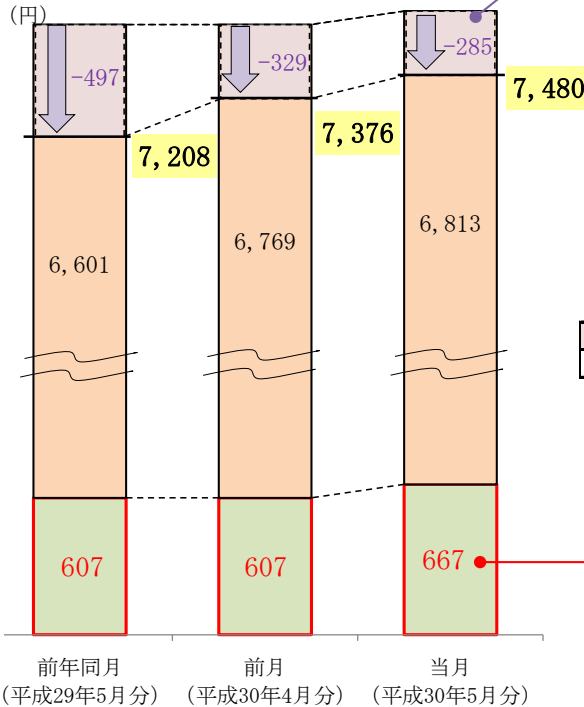 (円)
-497
-329
-285
7,208
7,376
7,480
6,601
6,769
6,813
607
607
667
前年同月
(平成29年5月分)
前月
(平成30年4月分)
当月
(平成30年5月分)